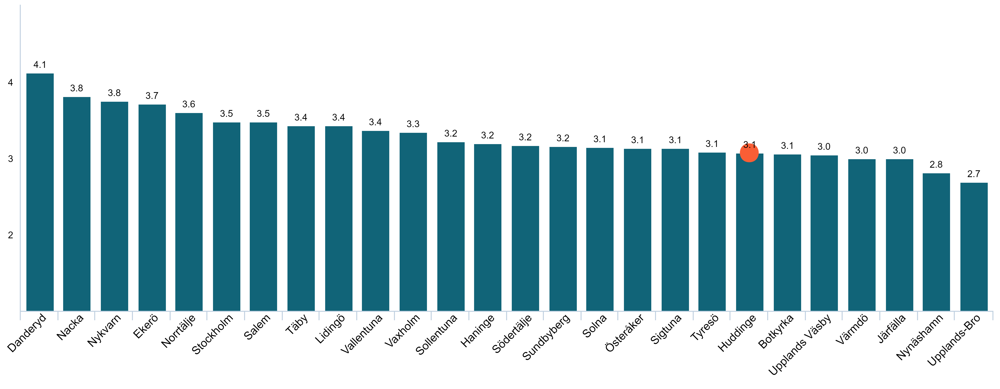 4.1
3.8
3.8
3.7
3.6
3.5
3.5
3.4
3.4
3.4
3.3
3.2
3.2
3.2
3.2
3.1
3.1
3.1
3.1
3.1
3.1
3.0
3.0
3.0
2.8
2.7
4
3
2
Danderyd
Nacka
Nykvarn
Ekerö
Norrtälje
Stockholm
Salem
Täby
Lidingö
Vallentuna
Vaxholm
Sollentuna
Haninge
Södertälje
Sundbyberg
Solna
Österåker
Sigtuna
Tyresö
Huddinge
Botkyrka
Upplands Väsby
Värmdö
Järfälla
Nynäshamn
Upplands-Bro